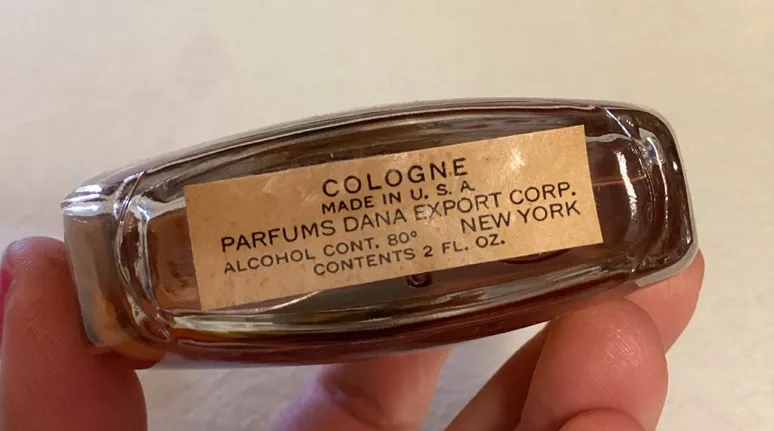 COLOGNE
MADE IN U. S. A.
PARFUMS DANA EXPORT CORP.
ALCOHOL CONT. 80° NEW YORK
CONTENTS 2 FL. OZ.